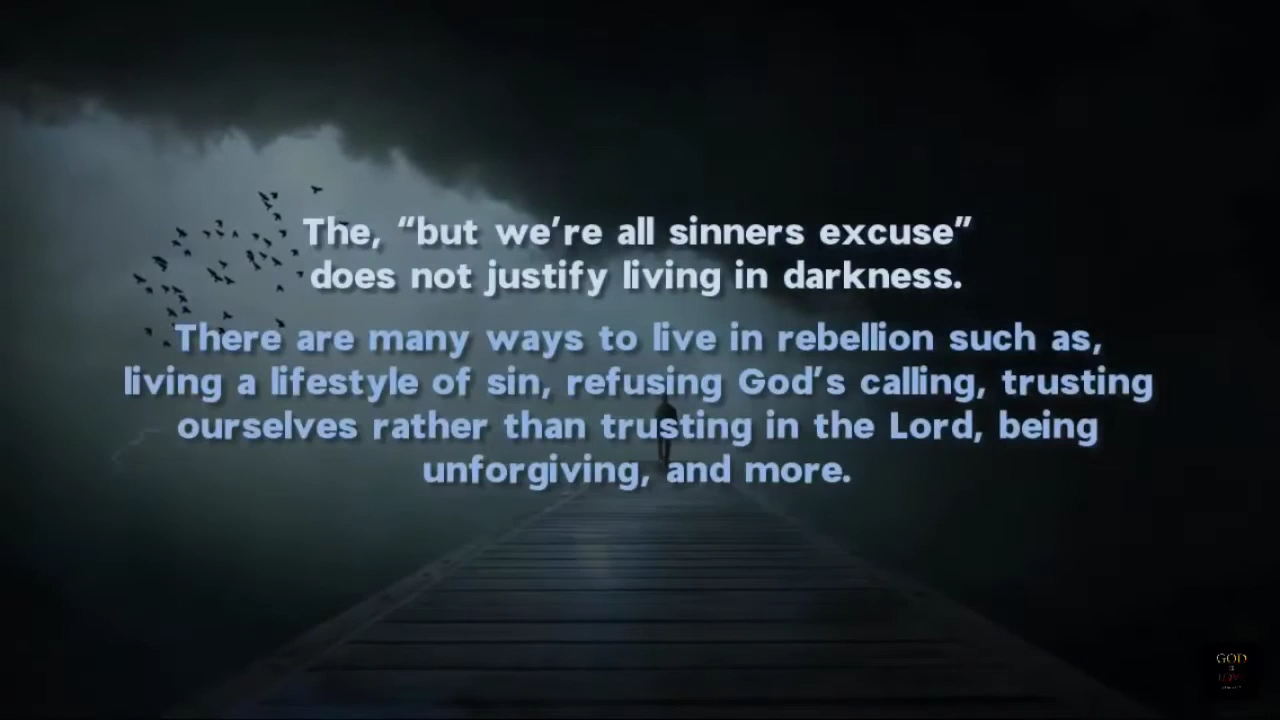 The, “but we’re all sinners excuse”
does not justify living in darkness.
There are many ways to live in rebellion such as,
living a lifestyle of sin, refusing God’s calling, trusting
ourselves rather than trusting in the Lord, being
unforgiving, and more.
GOD